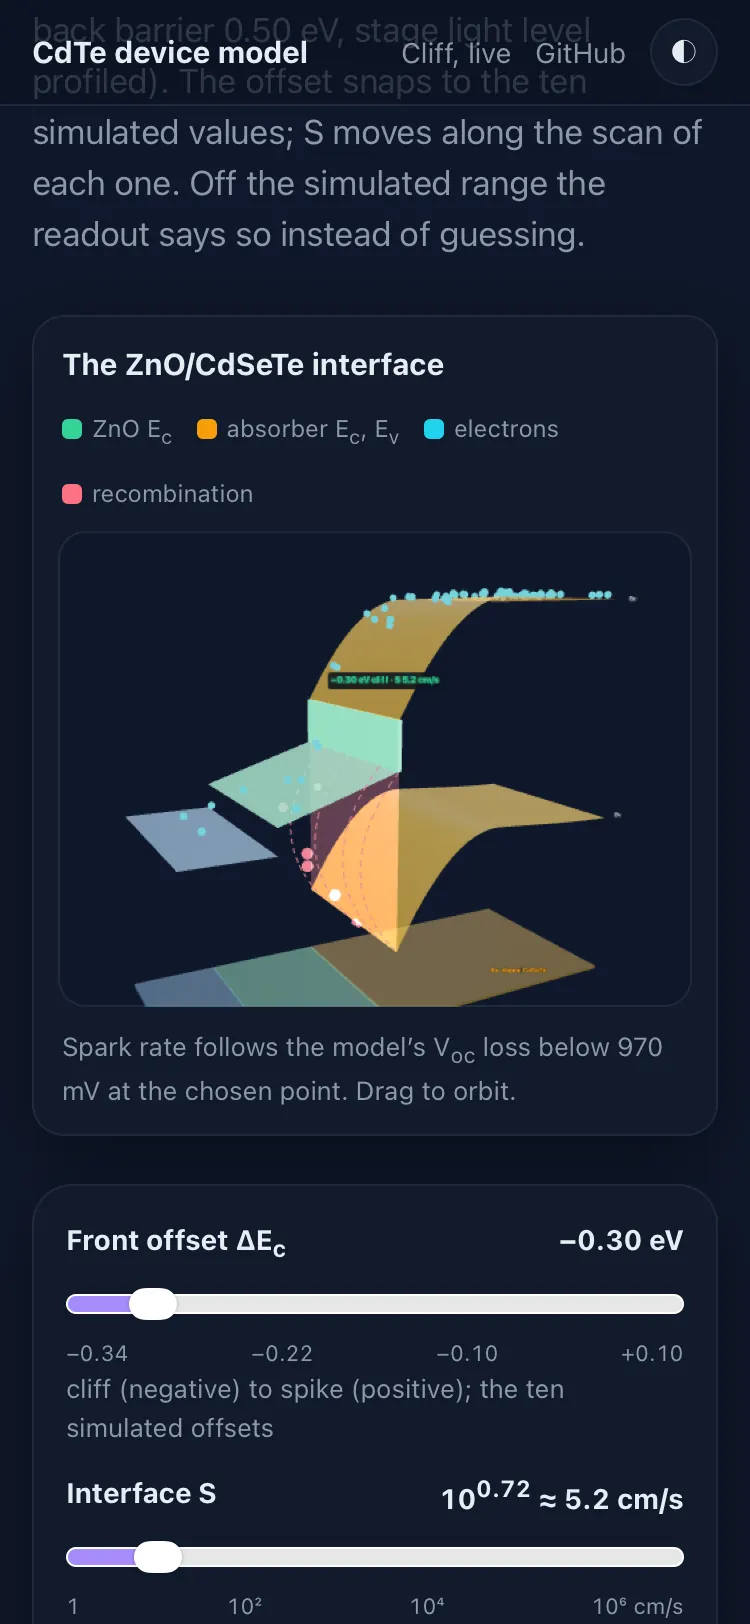 back barrier 0.50 eV, stage light level
CdTe device model
Cliff, live
GitHub
profiled). The offset snaps to the ten
simulated values; S moves along the scan of
each one. Off the simulated range the
readout says so instead of guessing.
The ZnO/CdSeTe interface
ZnO Ec absorber Ec, Ev electrons
recombination
−0.30 eV cliff · S 5.2 cm/s
Spark rate follows the model’s Voc loss below 970
mV at the chosen point. Drag to orbit.
Front offset ΔEc −0.30 eV
−0.34 −0.22 −0.10 +0.10
cliff (negative) to spike (positive); the ten
simulated offsets
Interface S 10^0.72 ≈ 5.2 cm/s
1 10² 10⁴ 10⁶ cm/s